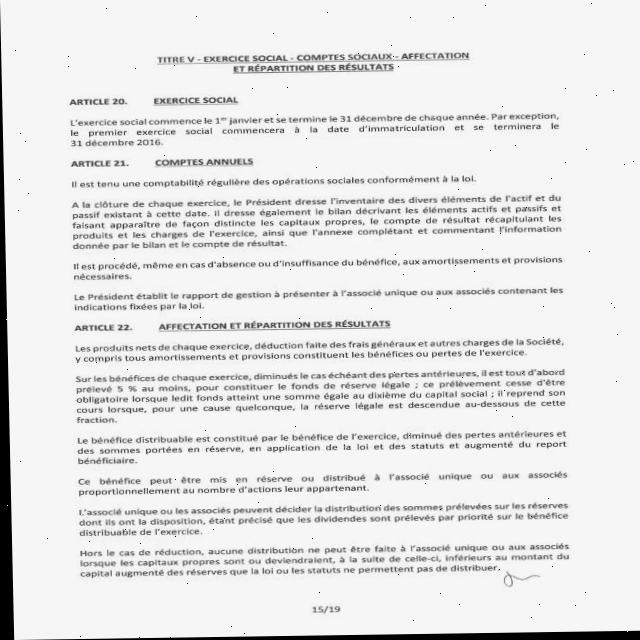 TITRE V - EXERCICE SOCIAL - COMPTES SOCIAUX - AFFECTATION
ET RÉPARTITION DES RÉSULTATS
ARTICLE 20. EXERCICE SOCIAL
L'exercice social commence le 1er janvier et se termine le 31 décembre de chaque année. Par exception,
le premier exercice social commencera à la date d'immatriculation et se terminera le
31 décembre 2016.
ARTICLE 21. COMPTES ANNUELS
Il est tenu une comptabilité régulière des opérations sociales conformément à la loi.
A la clôture de chaque exercice, le Président dresse l'inventaire des divers éléments de l'actif et du
passif existant à cette date. Il dresse également le bilan décrivant les éléments actifs et passifs et
faisant apparaître de façon distincte les capitaux propres, le compte de résultat récapitulant les
produits et les charges de l'exercice, ainsi que l'annexe complétant et commentant l'information
donnée par le bilan et le compte de résultat.
Il est procédé, même en cas d'absence ou d'insuffisance du bénéfice, aux amortissements et provisions
nécessaires.
Le Président établit le rapport de gestion à présenter à l'associé unique ou aux associés contenant les
indications fixées par la loi.
ARTICLE 22. AFFECTATION ET RÉPARTITION DES RÉSULTATS
Les produits nets de chaque exercice, déduction faite des frais généraux et autres charges de la Société,
y compris tous amortissements et provisions constituent les bénéfices ou pertes de l'exercice.
Sur les bénéfices de chaque exercice, diminués le cas échéant des pertes antérieures, il est tout d'abord
prélevé 5 % au moins, pour constituer le fonds de réserve légale ; ce prélèvement cesse d'être
obligatoire lorsque ledit fonds atteint une somme égale au dixième du capital social ; il reprend son
cours lorsque, pour une cause quelconque, la réserve légale est descendue au-dessous de cette
fraction.
Le bénéfice distribuable est constitué par le bénéfice de l'exercice, diminué des pertes antérieures et
des sommes portées en réserve, en application de la loi et des statuts et augmenté du report
bénéficiaire.
Ce bénéfice peut être mis en réserve ou distribué à l'associé unique ou aux associés
proportionnellement au nombre d'actions leur appartenant.
L'associé unique ou les associés peuvent décider la distribution des sommes prélevées sur les réserves
dont ils ont la disposition, étant précisé que les dividendes sont prélevés par priorité sur le bénéfice
distribuable de l'exercice.
Hors le cas de réduction, aucune distribution ne peut être faite à l'associé unique ou aux associés
lorsque les capitaux propres sont ou deviendraient, à la suite de celle-ci, inférieurs au montant du
capital augmenté des réserves que la loi ou les statuts ne permettent pas de distribuer.
15/19